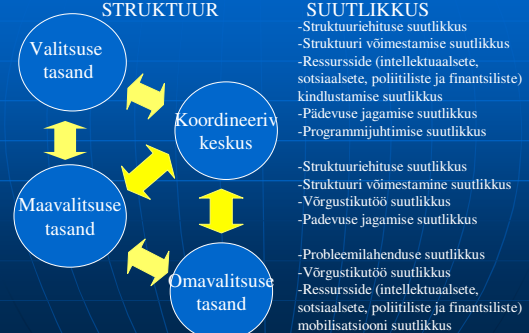 STRUKTUUR
SUUTLIKKUS
Valitsuse
tasand
Koordineeriv
keskus
Maavalitsuse
tasand
Omavalitsuse
tasand
-Struktuuriehituse suutlikkus
-Struktuuri võimestamise suutlikkus
-Ressursside (intellektuaalsete,
sotsiaalsete, poliitiliste ja finantsiliste)
kindlustamise suutlikkus
-Pädevuse jagamise suutlikkus
-Programmijuhtimise suutlikkus
-Struktuuriehituse suutlikkus
-Struktuuri võimestamine suutlikkus
-Võrgustikutöö suutlikkus
-Padevuse jagamise suutlikkus
-Probleemilahenduse suutlikkus
-Võrgustikutöö suutlikkus
-Ressursside (intellektuaalsete,
sotsiaalsete, poliitiliste ja finantsiliste)
mobilisatsiooni suutlikkus